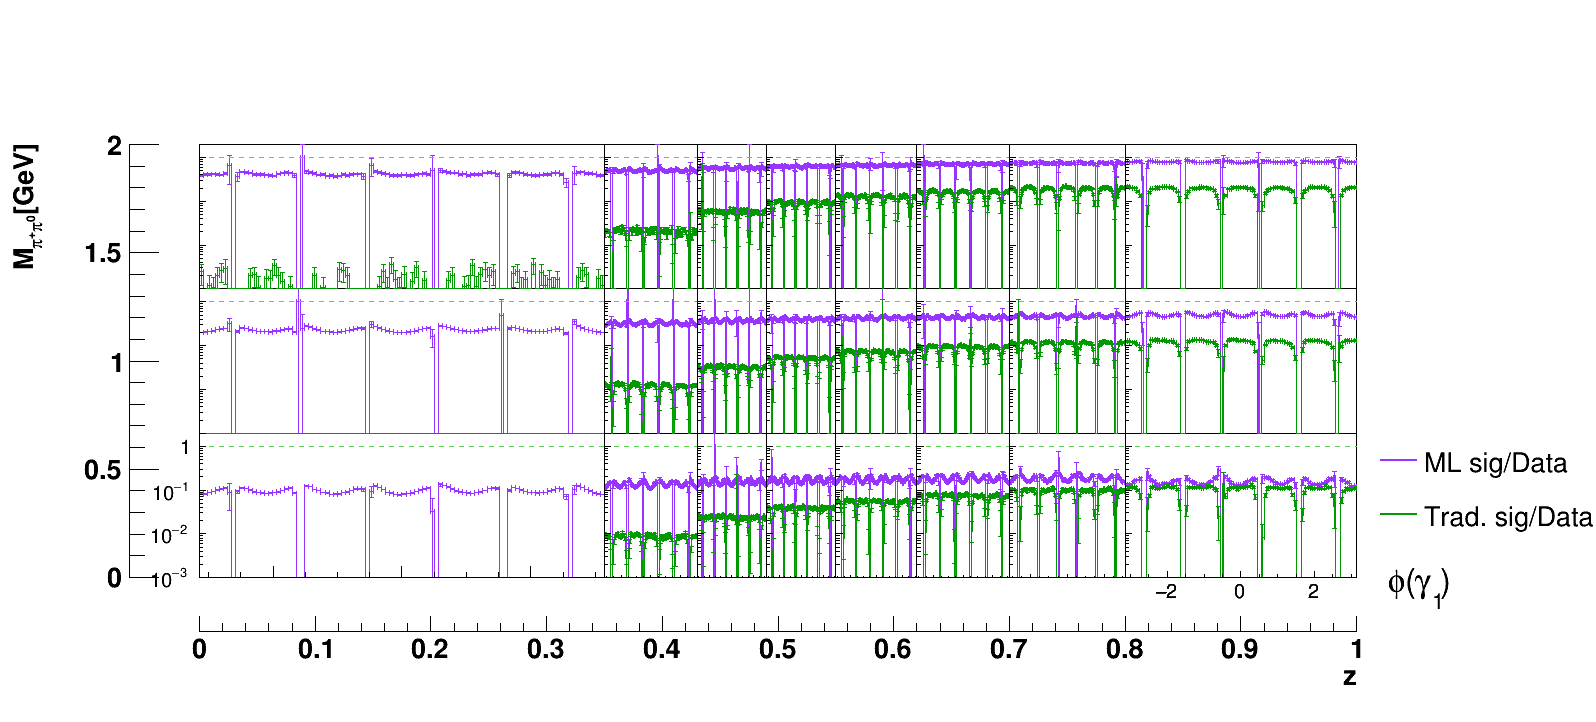 M π⁺π⁰ [GeV]
2
1.5
1
0.5
0
1
10⁻¹
10⁻²
10⁻³
ML sig/Data
Trad. sig/Data
−2 0 2
ϕ(γ₁)
0 0.1 0.2 0.3 0.4 0.5 0.6 0.7 0.8 0.9 1
z